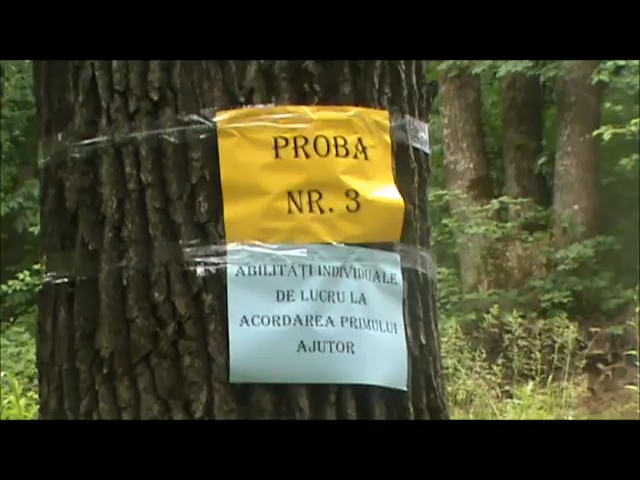 PROBA
NR. 3
ABILITĂȚI INDIVIDUALE
DE LUCRU LA
ACORDAREA PRIMULUI
AJUTOR